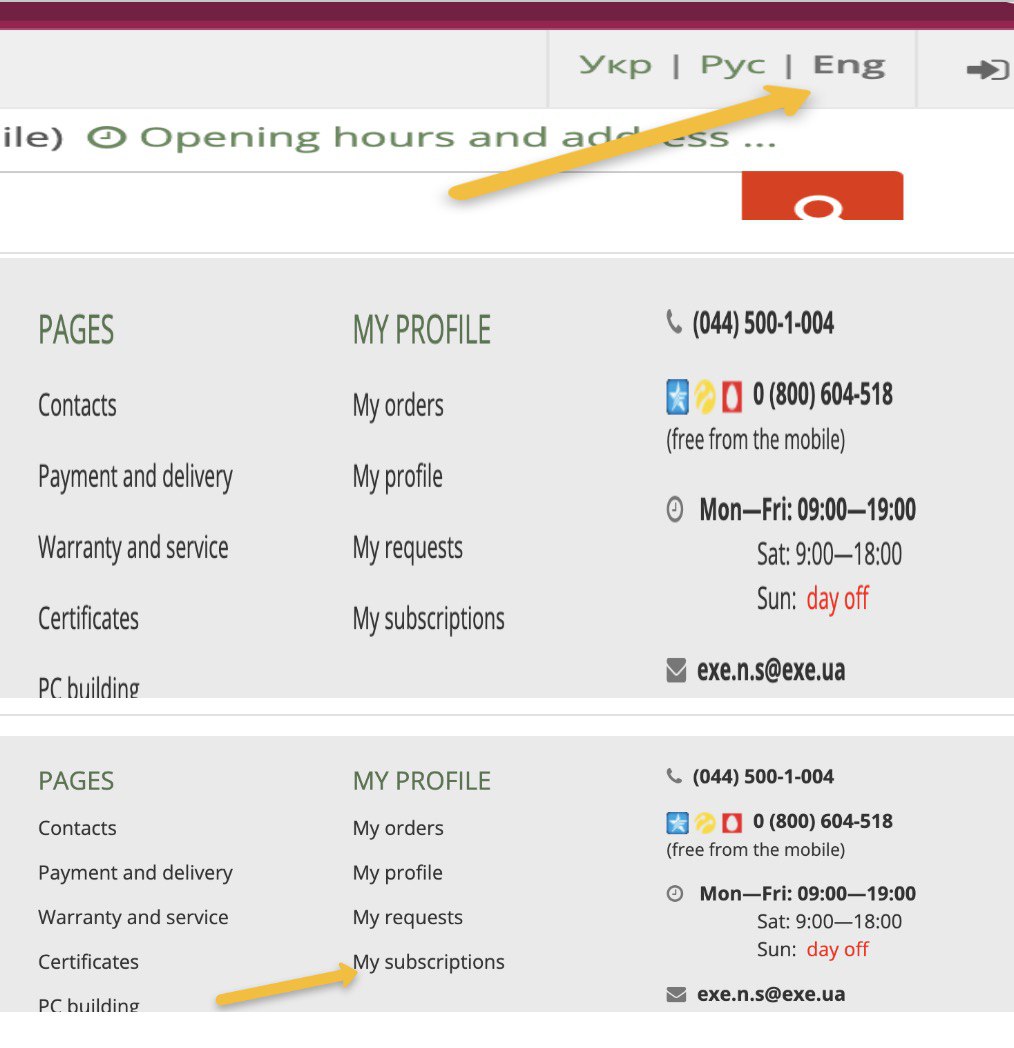 Укр | Рус | Eng
ile) Opening hours and address ...
PAGES
Contacts
Payment and delivery
Warranty and service
Certificates
PC building
MY PROFILE
My orders
My profile
My requests
My subscriptions
(044) 500-1-004
0 (800) 604-518
(free from the mobile)
Mon—Fri: 09:00—19:00
Sat: 9:00—18:00
Sun: day off
exe.n.s@exe.ua
PAGES
Contacts
Payment and delivery
Warranty and service
Certificates
PC building
MY PROFILE
My orders
My profile
My requests
My subscriptions
(044) 500-1-004
0 (800) 604-518
(free from the mobile)
Mon—Fri: 09:00—19:00
Sat: 9:00—18:00
Sun: day off
exe.n.s@exe.ua